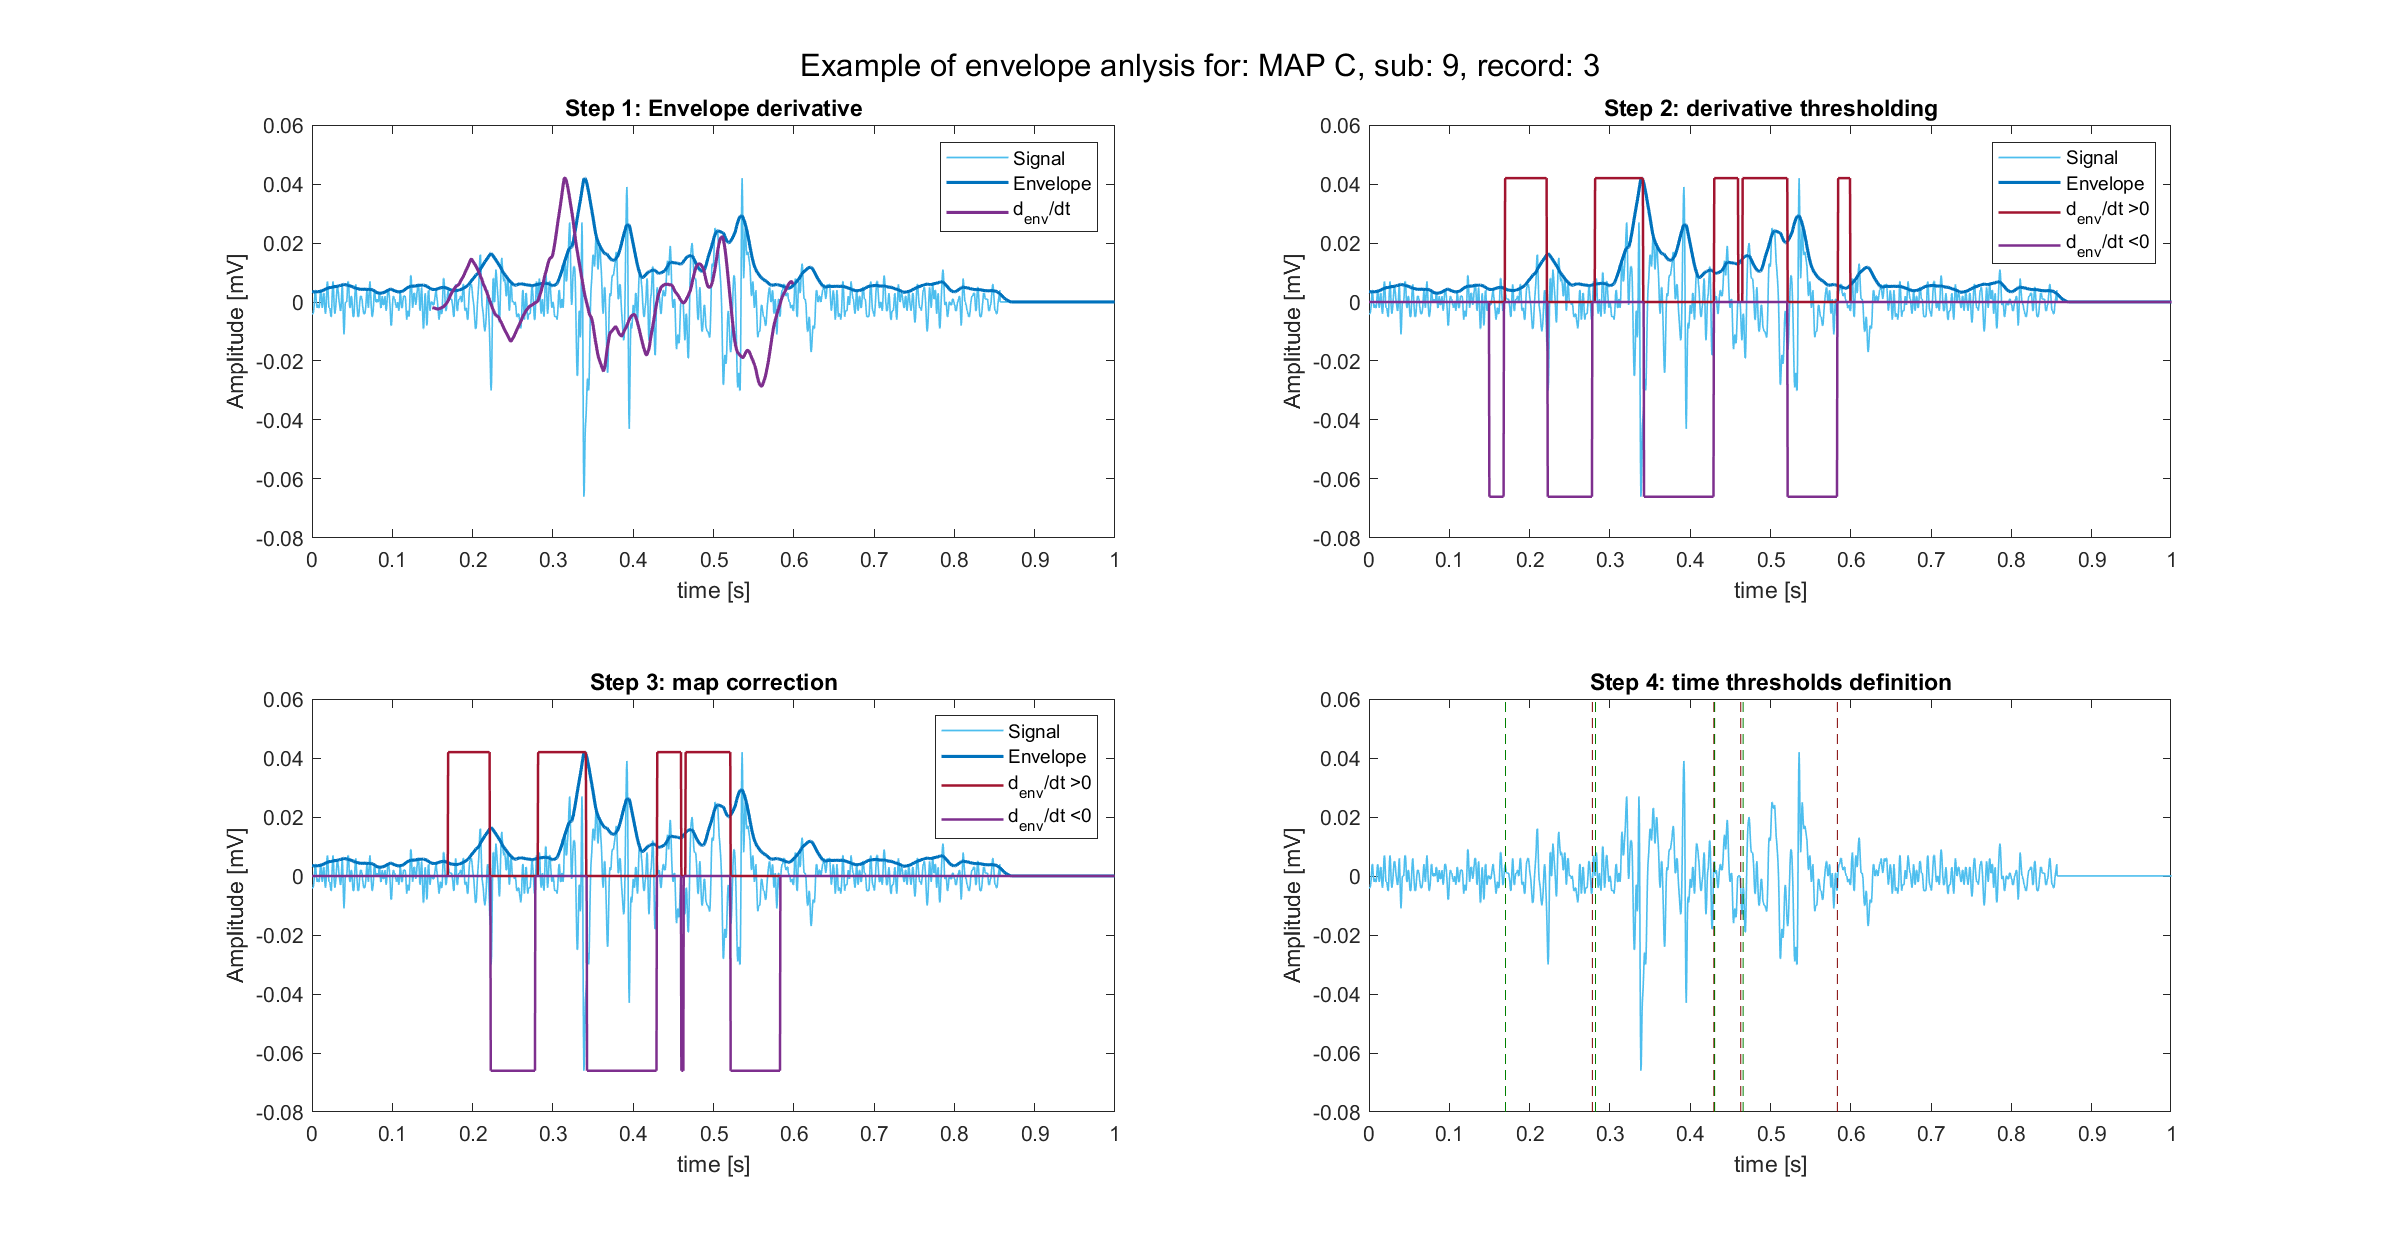 Example of envelope anlysis for: MAP C, sub: 9, record: 3
Step 1: Envelope derivative
0.06
0.04
0.02
0
-0.02
-0.04
-0.06
-0.08
Amplitude [mV]
0 0.1 0.2 0.3 0.4 0.5 0.6 0.7 0.8 0.9 1
time [s]
Signal
Envelope
d_env/dt
Step 2: derivative thresholding
0.06
0.04
0.02
0
-0.02
-0.04
-0.06
-0.08
Amplitude [mV]
0 0.1 0.2 0.3 0.4 0.5 0.6 0.7 0.8 0.9 1
time [s]
Signal
Envelope
d_env/dt >0
d_env/dt <0
Step 3: map correction
0.06
0.04
0.02
0
-0.02
-0.04
-0.06
-0.08
Amplitude [mV]
0 0.1 0.2 0.3 0.4 0.5 0.6 0.7 0.8 0.9 1
time [s]
Signal
Envelope
d_env/dt >0
d_env/dt <0
Step 4: time thresholds definition
0.06
0.04
0.02
0
-0.02
-0.04
-0.06
-0.08
Amplitude [mV]
0 0.1 0.2 0.3 0.4 0.5 0.6 0.7 0.8 0.9 1
time [s]